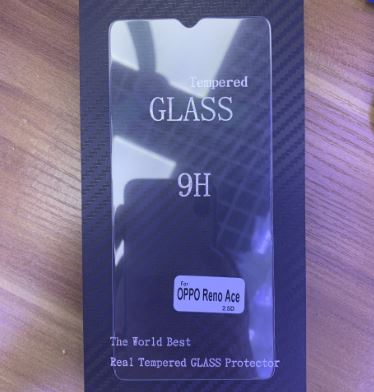 Tempered
GLASS
9H
For
OPPO Reno Ace
2.5D
The World Best
Real Tempered GLASS Protector